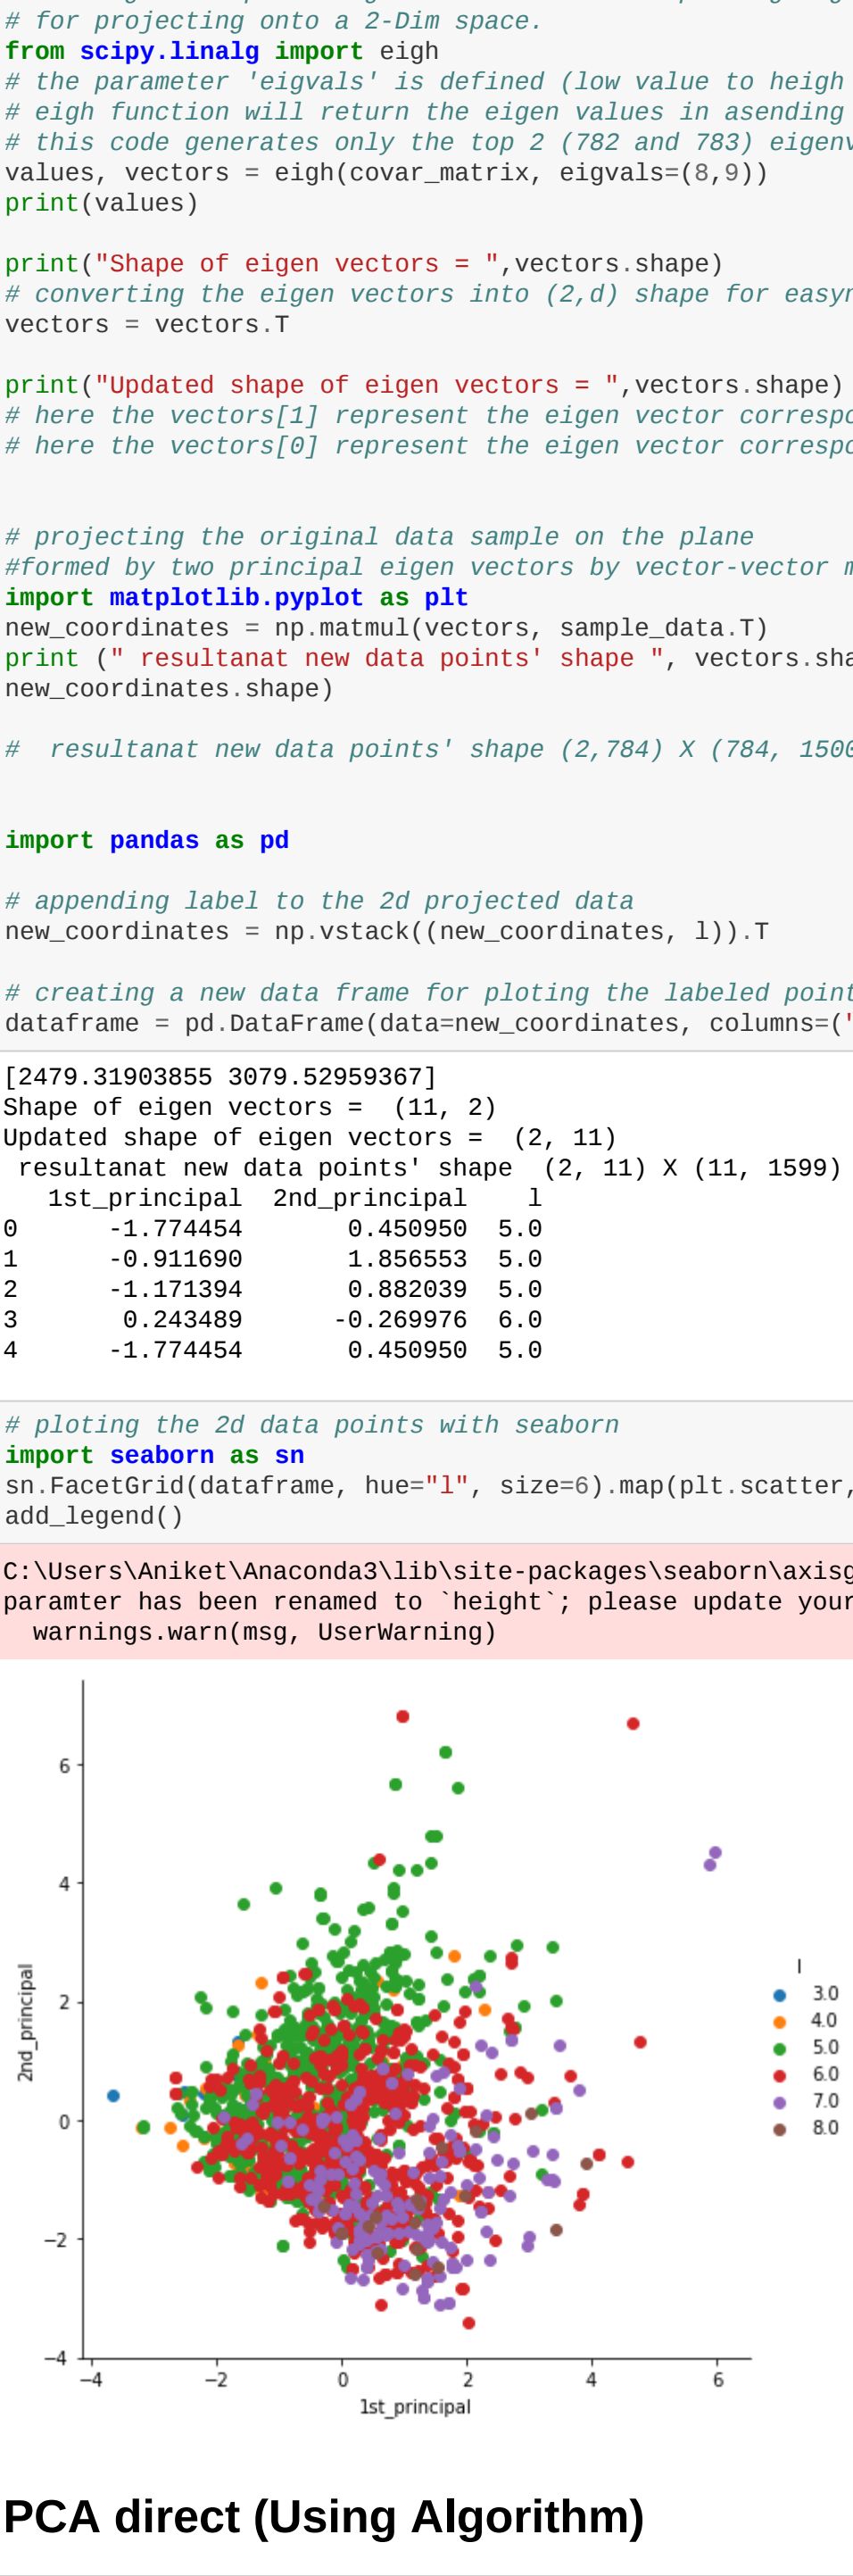 # for projecting onto a 2-Dim space.
from scipy.linalg import eigh
# the parameter 'eigvals' is defined (low value to heigh
# eigh function will return the eigen values in asending
# this code generates only the top 2 (782 and 783) eigenv
values, vectors = eigh(covar_matrix, eigvals=(8,9))
print(values)
print("Shape of eigen vectors = ",vectors.shape)
# converting the eigen vectors into (2,d) shape for easyn
vectors = vectors.T
print("Updated shape of eigen vectors = ",vectors.shape)
# here the vectors[1] represent the eigen vector correspo
# here the vectors[0] represent the eigen vector correspo
# projecting the original data sample on the plane
#formed by two principal eigen vectors by vector-vector m
import matplotlib.pyplot as plt
new_coordinates = np.matmul(vectors, sample_data.T)
print (" resultanat new data points' shape ", vectors.sha
new_coordinates.shape)
#  resultanat new data points' shape (2,784) X (784, 1500
import pandas as pd
# appending label to the 2d projected data
new_coordinates = np.vstack((new_coordinates, l)).T
# creating a new data frame for ploting the labeled point
dataframe = pd.DataFrame(data=new_coordinates, columns=("
[2479.31903855 3079.52959367]
Shape of eigen vectors =  (11, 2)
Updated shape of eigen vectors =  (2, 11)
 resultanat new data points' shape  (2, 11) X (11, 1599)
   1st_principal  2nd_principal    l
0      -1.774454       0.450950  5.0
1      -0.911690       1.856553  5.0
2      -1.171394       0.882039  5.0
3       0.243489      -0.269976  6.0
4      -1.774454       0.450950  5.0
# ploting the 2d data points with seaborn
import seaborn as sn
sn.FacetGrid(dataframe, hue="l", size=6).map(plt.scatter,
add_legend()
C:\Users\Aniket\Anaconda3\lib\site-packages\seaborn\axisg
paramter has been renamed to `height`; please update your
  warnings.warn(msg, UserWarning)
6
4
2
0
−2
−4
2nd_principal
−4 −2 0 2 4 6
1st_principal
l
3.0
4.0
5.0
6.0
7.0
8.0
PCA direct (Using Algorithm)